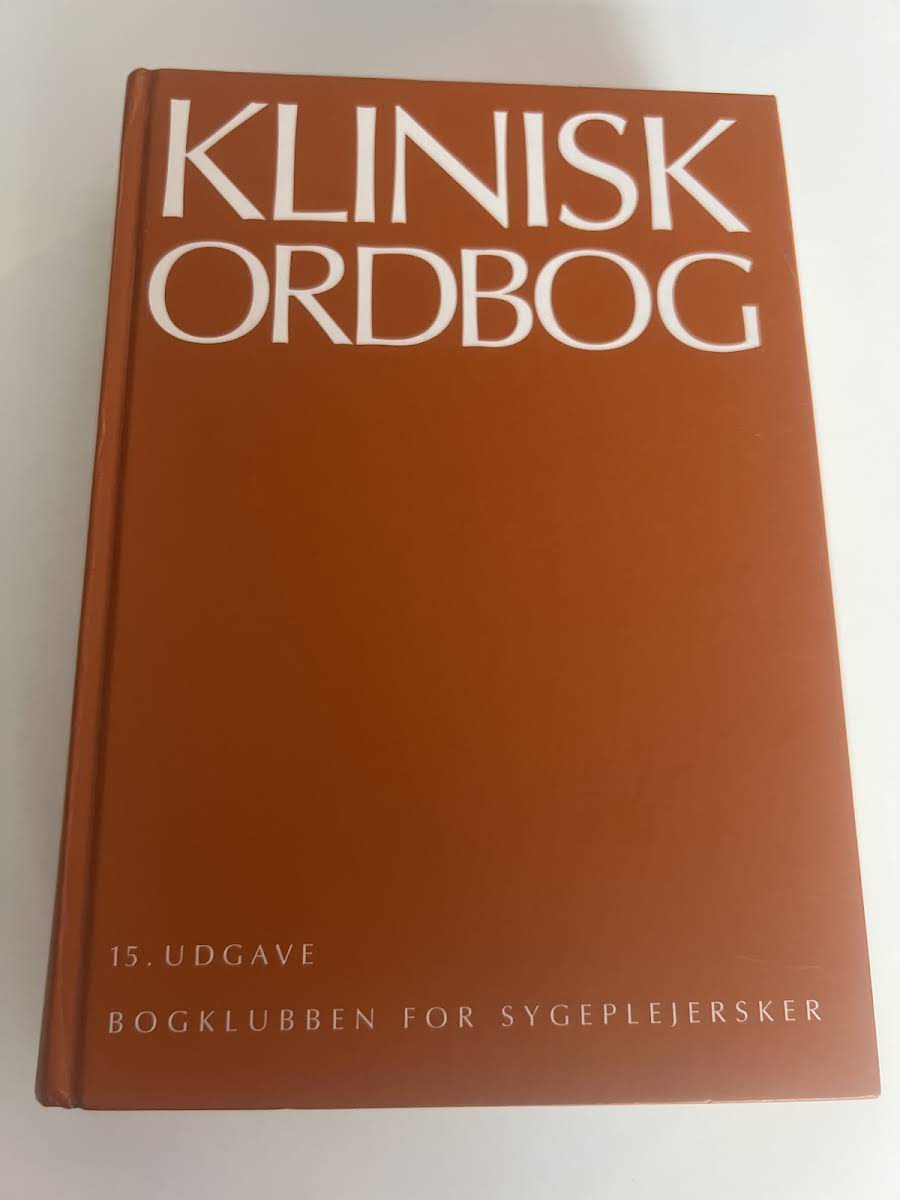 KLINISK
ORDBOG
15. UDGAVE
BOGKLUBBEN FOR SYGEPLEJERSKER